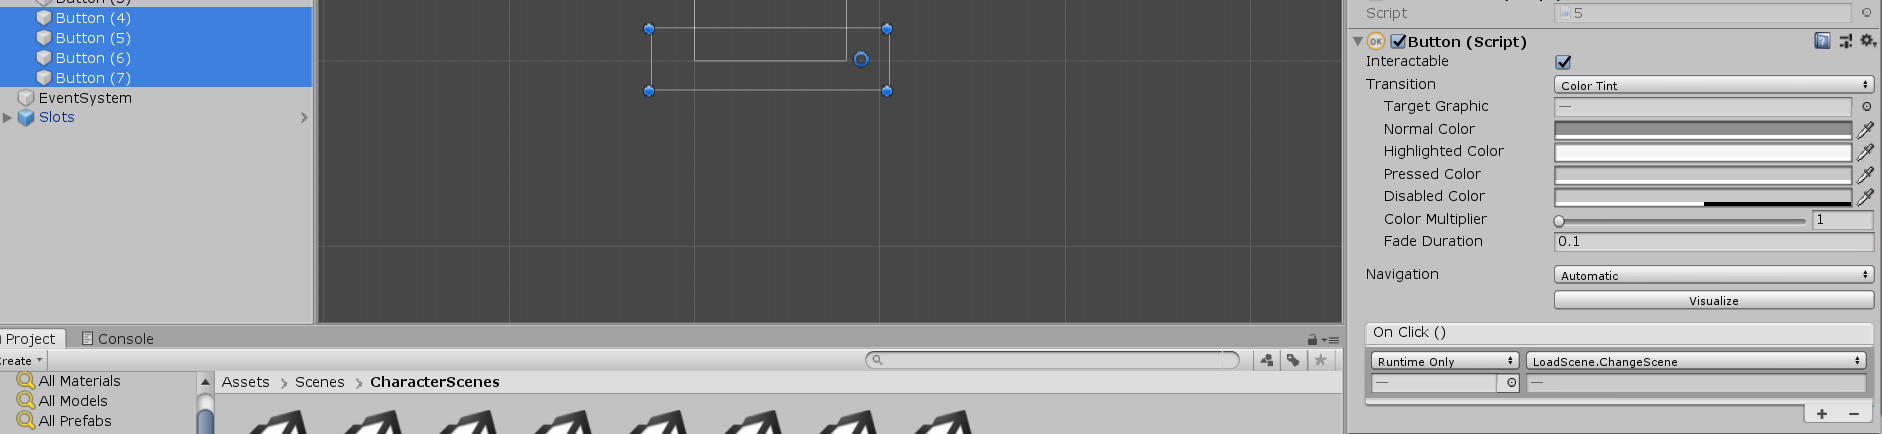 Button (4)
Button (5)
Button (6)
Button (7)
EventSystem
Slots
Project
Console
reate
All Materials
All Models
All Prefabs
Assets > Scenes > CharacterScenes
Script
5
OK
Button (Script)
Interactable
Transition
Color Tint
Target Graphic
—
Normal Color
Highlighted Color
Pressed Color
Disabled Color
Color Multiplier
1
Fade Duration
0.1
Navigation
Automatic
Visualize
On Click ()
Runtime Only
LoadScene.ChangeScene
—
—